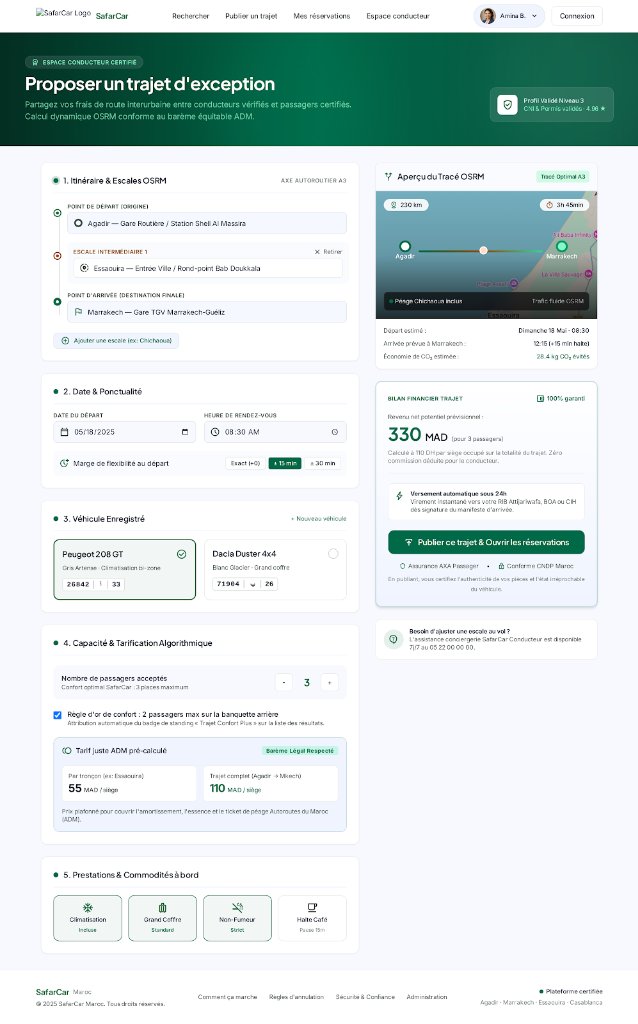 SafarCar Logo SafarCar
Rechercher Publier un trajet Mes réservations Espace conducteur
Amina B.
Connexion
ESPACE CONDUCTEUR CERTIFIÉ
Proposer un trajet d'exception
Partagez vos frais de route interurbaine entre conducteurs vérifiés et passagers certifiés.
Calcul dynamique OSRM conforme au barème équitable ADM.
Profil Validé Niveau 3
CNI & Permis validés · 4.96 ★
1. Itinéraire & Escales OSRM
AXE AUTOROUTIER A3
POINT DE DÉPART (ORIGINE)
Agadir — Gare Routière / Station Shell Al Massira
ESCALE INTERMÉDIAIRE 1
Retirer
Essaouira — Entrée Ville / Rond-point Bab Doukkala
POINT D'ARRIVÉE (DESTINATION FINALE)
Marrakech — Gare TGV Marrakech-Guéliz
Ajouter une escale (ex: Chichaoua)
2. Date & Ponctualité
DATE DU DÉPART
05/18/2025
HEURE DE RENDEZ-VOUS
08:30 AM
Marge de flexibilité au départ
Exact (+0)
± 15 min
± 30 min
3. Véhicule Enregistré
+ Nouveau véhicule
Peugeot 208 GT
Gris Artense · Climatisation bi-zone
26842 | أ | 33
Dacia Duster 4x4
Blanc Glacier · Grand coffre
71904 | | 26
4. Capacité & Tarification Algorithmique
Nombre de passagers acceptés
Confort optimal SafarCar : 3 places maximum
- 3 +
Règle d'or de confort : 2 passagers max sur la banquette arrière
Attribution automatique du badge de standing « Trajet Confort Plus » sur la liste des résultats.
Tarif juste ADM pré-calculé
Barème Légal Respecté
Par tronçon (ex: Essaouira)
55 MAD / siège
Trajet complet (Agadir → Mkech)
110 MAD / siège
Prix plafonné pour couvrir l'amortissement, l'essence et le ticket de péage Autoroutes du Maroc
(ADM).
5. Prestations & Commodités à bord
Climatisation
Incluse
Grand Coffre
Standard
Non-Fumeur
Strict
Halte Café
Pause 15m
Aperçu du Tracé OSRM
Tracé Optimal A3
230 km
3h 45min
Agadir
Marrakech
Ali Baba Infiniti
La Ville Sauvage
Plage Assafi
Péage Chichaoua inclus
Trafic fluide OSRM
Essaouira
Départ estimé :
Dimanche 18 Mai · 08:30
Arrivée prévue à Marrakech :
12:15 (+15 min halte)
Économie de CO₂ estimée :
28.4 kg CO₂ évités
BILAN FINANCIER TRAJET
100% garanti
Revenu net potentiel prévisionnel :
330 MAD (pour 3 passagers)
Calculé à 110 DH par siège occupé sur la totalité du trajet. Zéro
commission déduite pour le conducteur.
Versement automatique sous 24h
Virement instantané vers votre RIB Attijariwafa, BOA ou CIH
dès signature du manifeste d'arrivée.
Publier ce trajet & Ouvrir les réservations
Assurance AXA Passager • Conforme CNDP Maroc
En publiant, vous certifiez l'authenticité de vos pièces et l'état irréprochable
du véhicule.
Besoin d'ajuster une escale au vol ?
L'assistance conciergerie SafarCar Conducteur est disponible
7j/7 au 05 22 00 00 00.
SafarCar Maroc
© 2025 SafarCar Maroc. Tous droits réservés.
Comment ça marche Règles d'annulation Sécurité & Confiance Administration
Plateforme certifiée
Agadir · Marrakech · Essaouira · Casablanca